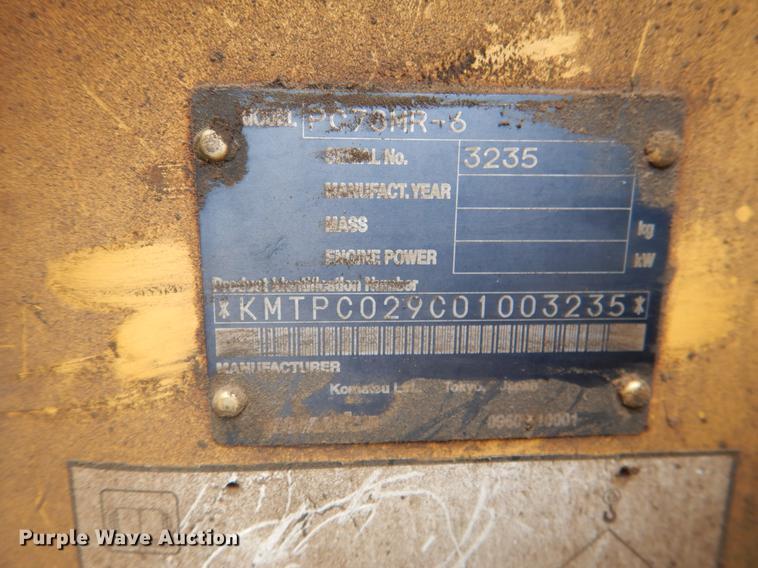 MODEL PC78MR-6
SERIAL No. 3235
MANUFACT. YEAR
MASS kg
ENGINE POWER kW
Product Identification Number
*KMTPC029C01003235*
MANUFACTURER
Komatsu Ltd. Tokyo, Japan
Purple Wave Auction